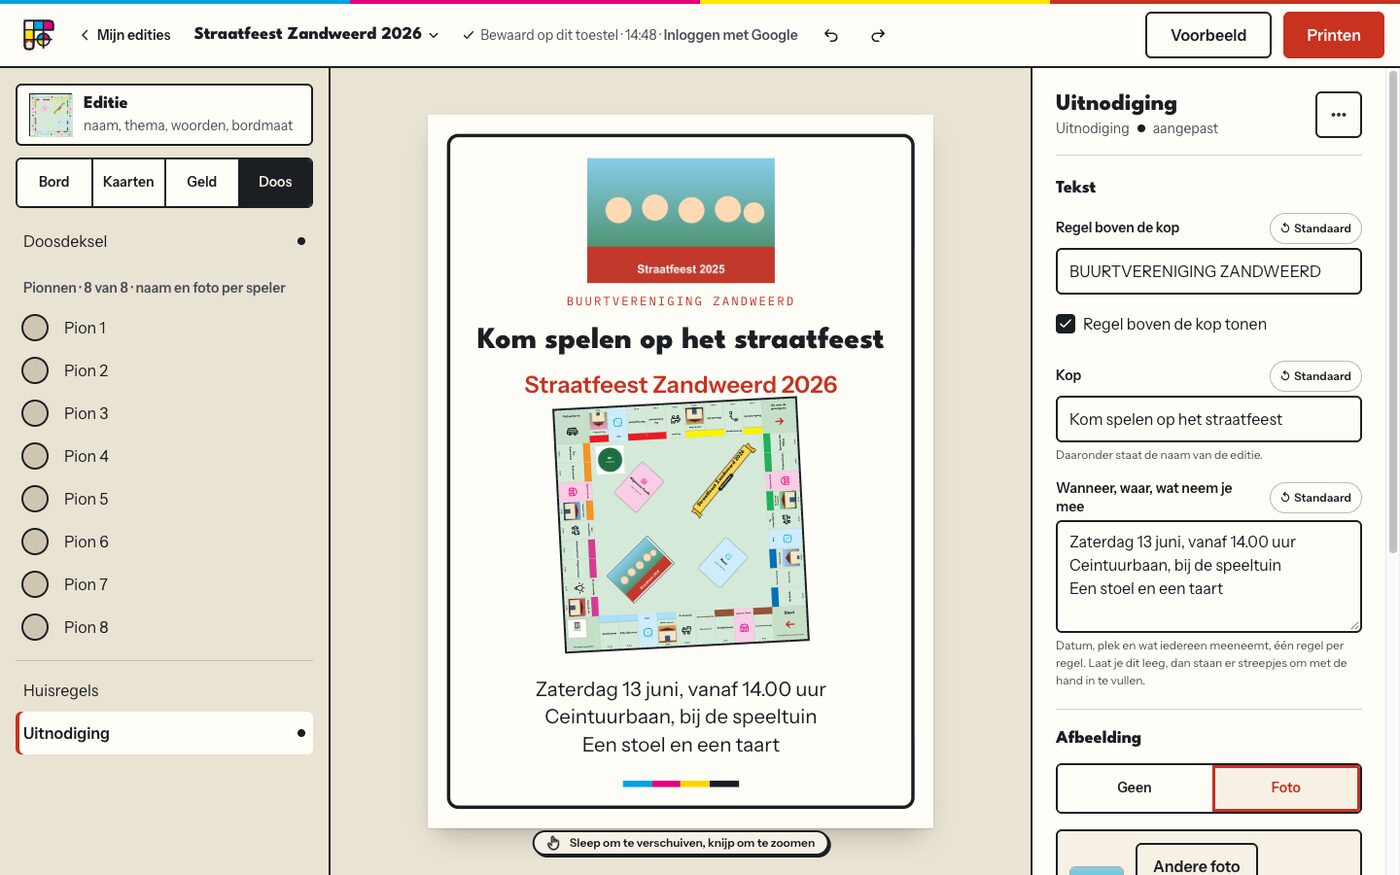 Mijn edities
Straatfeest Zandweerd 2026
Bewaard op dit toestel · 14:48 · Inloggen met Google
Voorbeeld
Printen
Editie
naam, thema, woorden, bordmaat
Bord
Kaarten
Geld
Doos
Doosdeksel
Pionnen · 8 van 8 · naam en foto per speler
Pion 1
Pion 2
Pion 3
Pion 4
Pion 5
Pion 6
Pion 7
Pion 8
Huisregels
Uitnodiging
Straatfeest 2025
BUURTVERENIGING ZANDWEERD
Kom spelen op het straatfeest
Straatfeest Zandweerd 2026
Straatfeest Zandweerd 2026
Start
Zaterdag 13 juni, vanaf 14.00 uur
Ceintuurbaan, bij de speeltuin
Een stoel en een taart
Sleep om te verschuiven, knijp om te zoomen
Uitnodiging
Uitnodiging
aangepast
Tekst
Regel boven de kop
Standaard
BUURTVERENIGING ZANDWEERD
Regel boven de kop tonen
Kop
Standaard
Kom spelen op het straatfeest
Daaronder staat de naam van de editie.
Wanneer, waar, wat neem je
mee
Standaard
Zaterdag 13 juni, vanaf 14.00 uur
Ceintuurbaan, bij de speeltuin
Een stoel en een taart
Datum, plek en wat iedereen meeneemt, één regel per
regel. Laat je dit leeg, dan staan er streepjes om met de
hand in te vullen.
Afbeelding
Geen
Foto
Andere foto